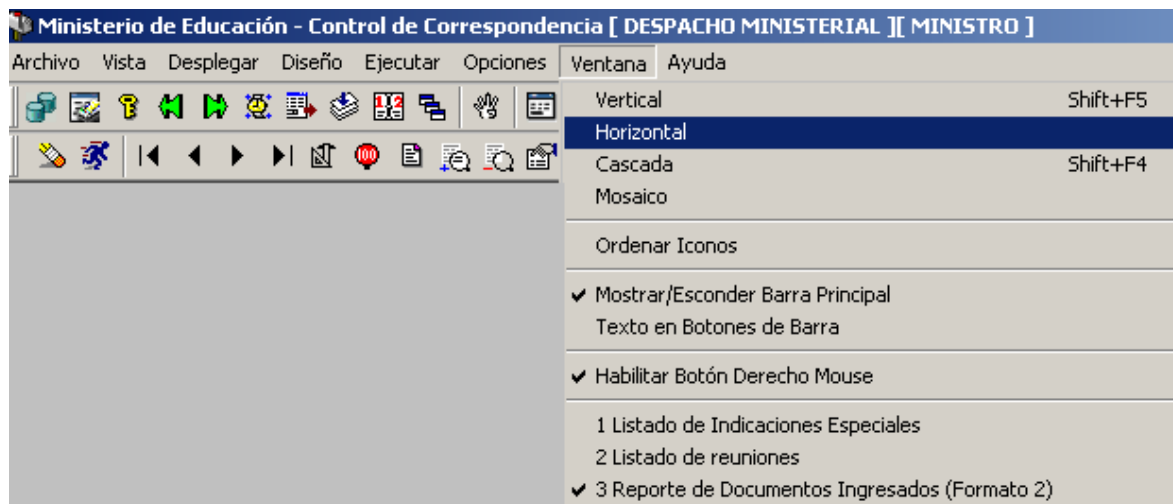 Ministerio de Educación - Control de Correspondencia [ DESPACHO MINISTERIAL ][ MINISTRO ]
Archivo Vista Desplegar Diseño Ejecutar Opciones Ventana Ayuda
Vertical Shift+F5
Horizontal
Cascada Shift+F4
Mosaico
Ordenar Iconos
Mostrar/Esconder Barra Principal
Texto en Botones de Barra
Habilitar Botón Derecho Mouse
1 Listado de Indicaciones Especiales
2 Listado de reuniones
3 Reporte de Documentos Ingresados (Formato 2)